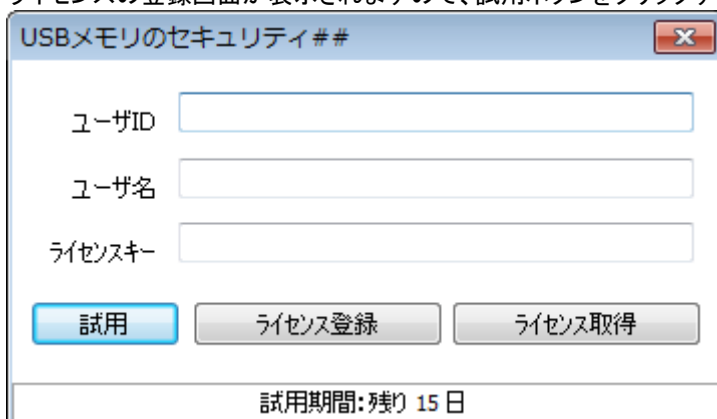 ライセンスの登録画面が表示されますので、試用ボタンをクリック
USBメモリのセキュリティ##
ユーザID
ユーザ名
ライセンスキー
試用 ライセンス登録 ライセンス取得
試用期間:残り 15 日